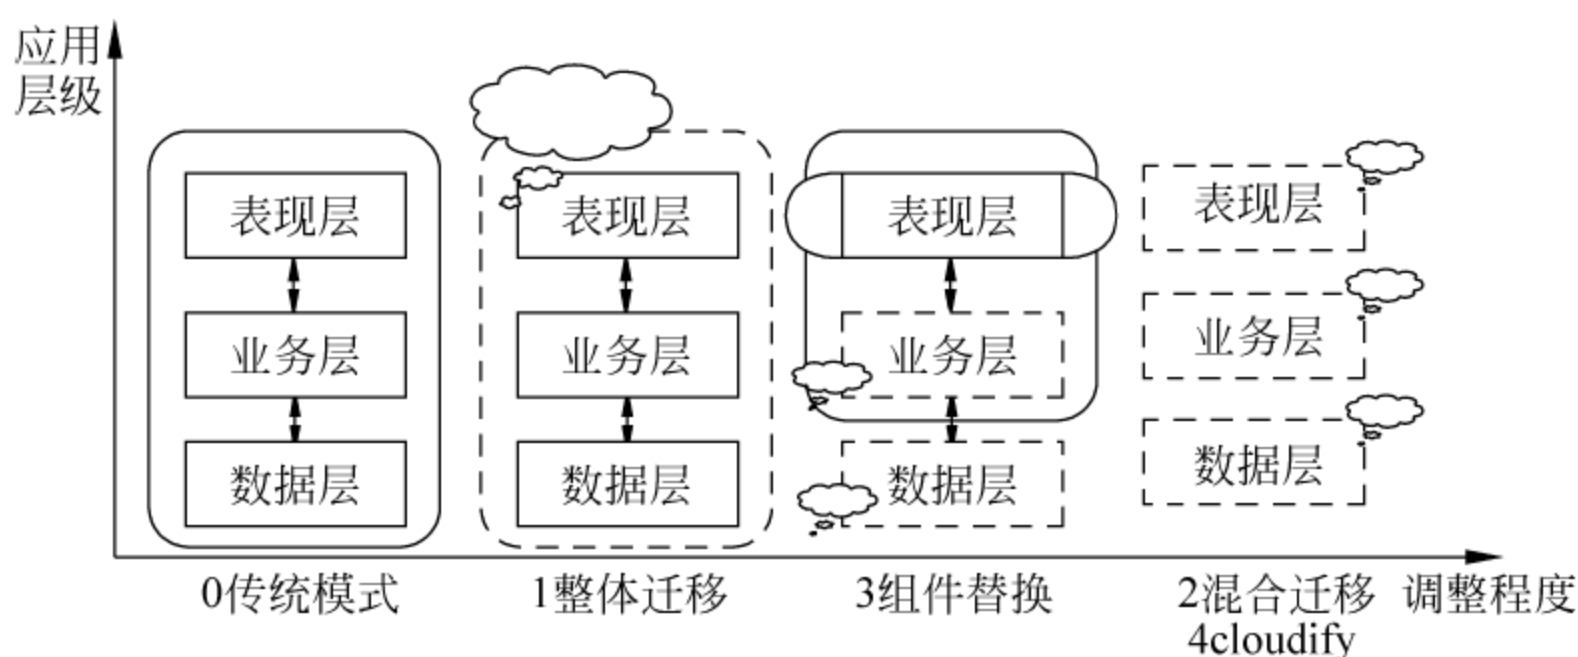 应用
层级
表现层
业务层
数据层
表现层
业务层
数据层
表现层
业务层
数据层
表现层
业务层
数据层
0传统模式
1整体迁移
3组件替换
2混合迁移
4cloudify
调整程度